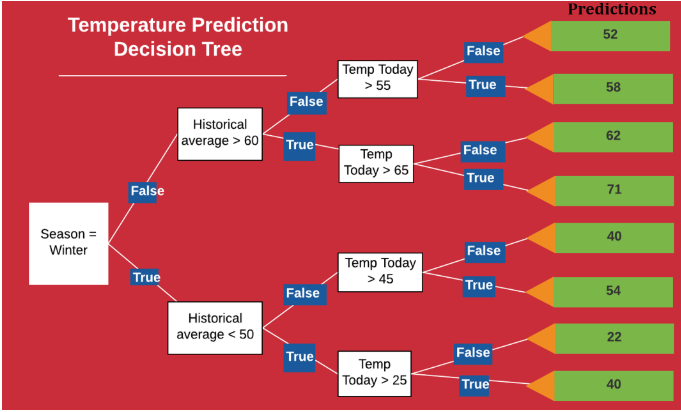 Predictions
Temperature Prediction
Decision Tree
52
False
Temp Today
> 55
True
58
False
Historical
average > 60
True
False
62
Temp
Today > 65
True
71
False
Season =
Winter
True
False
40
Temp Today
> 45
True
54
False
Historical
average < 50
True
False
22
Temp
Today > 25
True
40